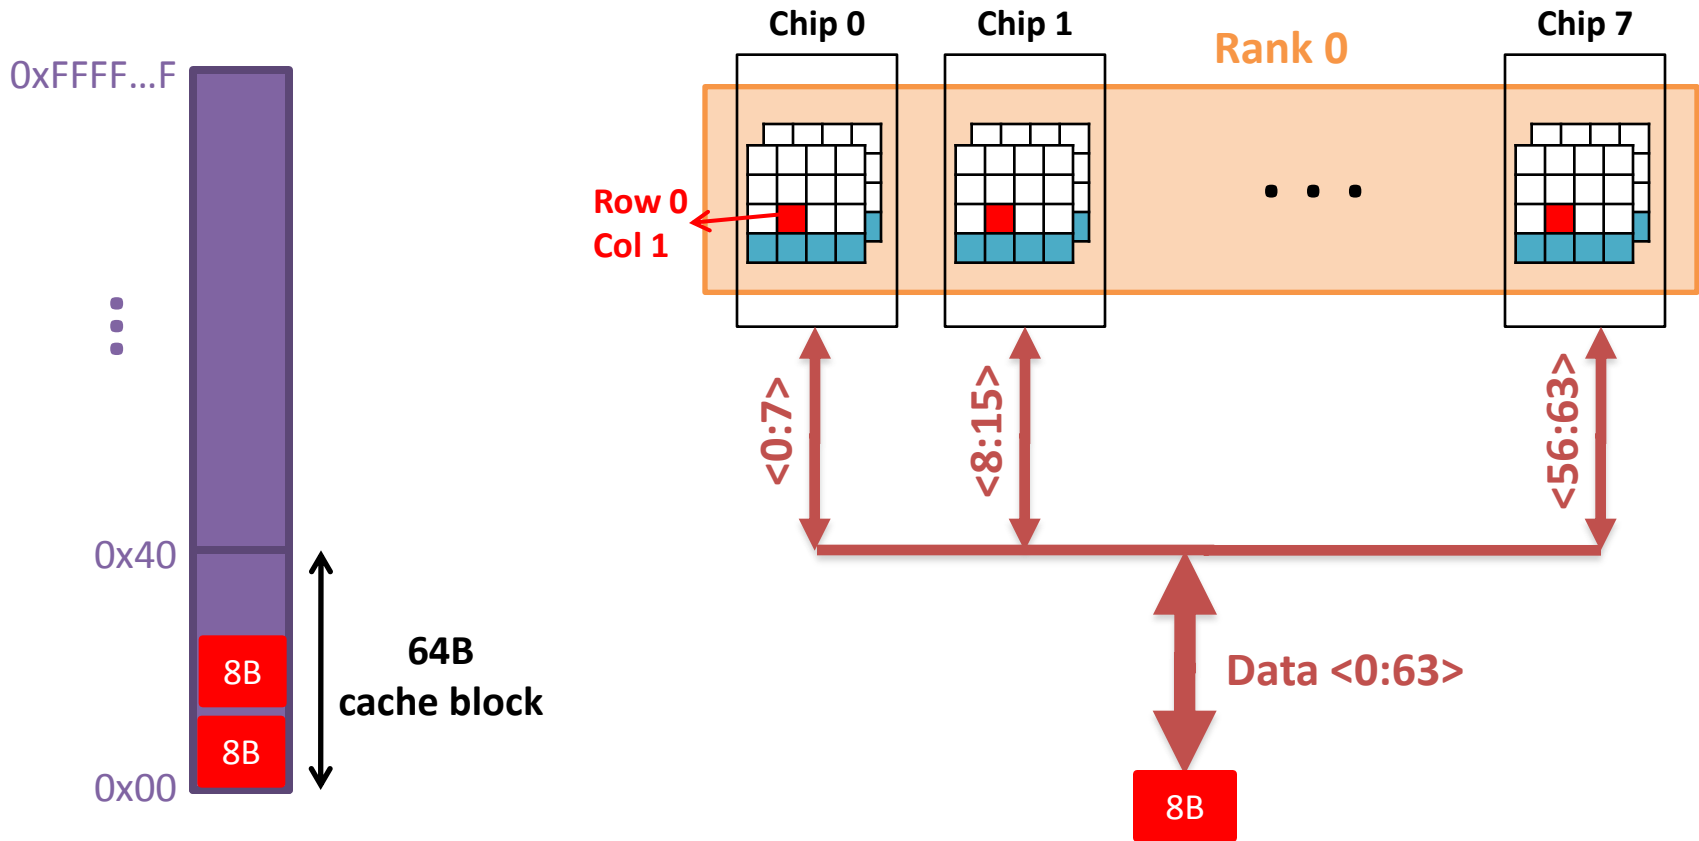 Chip 0
Chip 1
Chip 7
Rank 0
0xFFFF...F
Row 0
Col 1
<0:7>
<8:15>
<56:63>
0x40
64B
cache block
8B
8B
0x00
Data <0:63>
8B